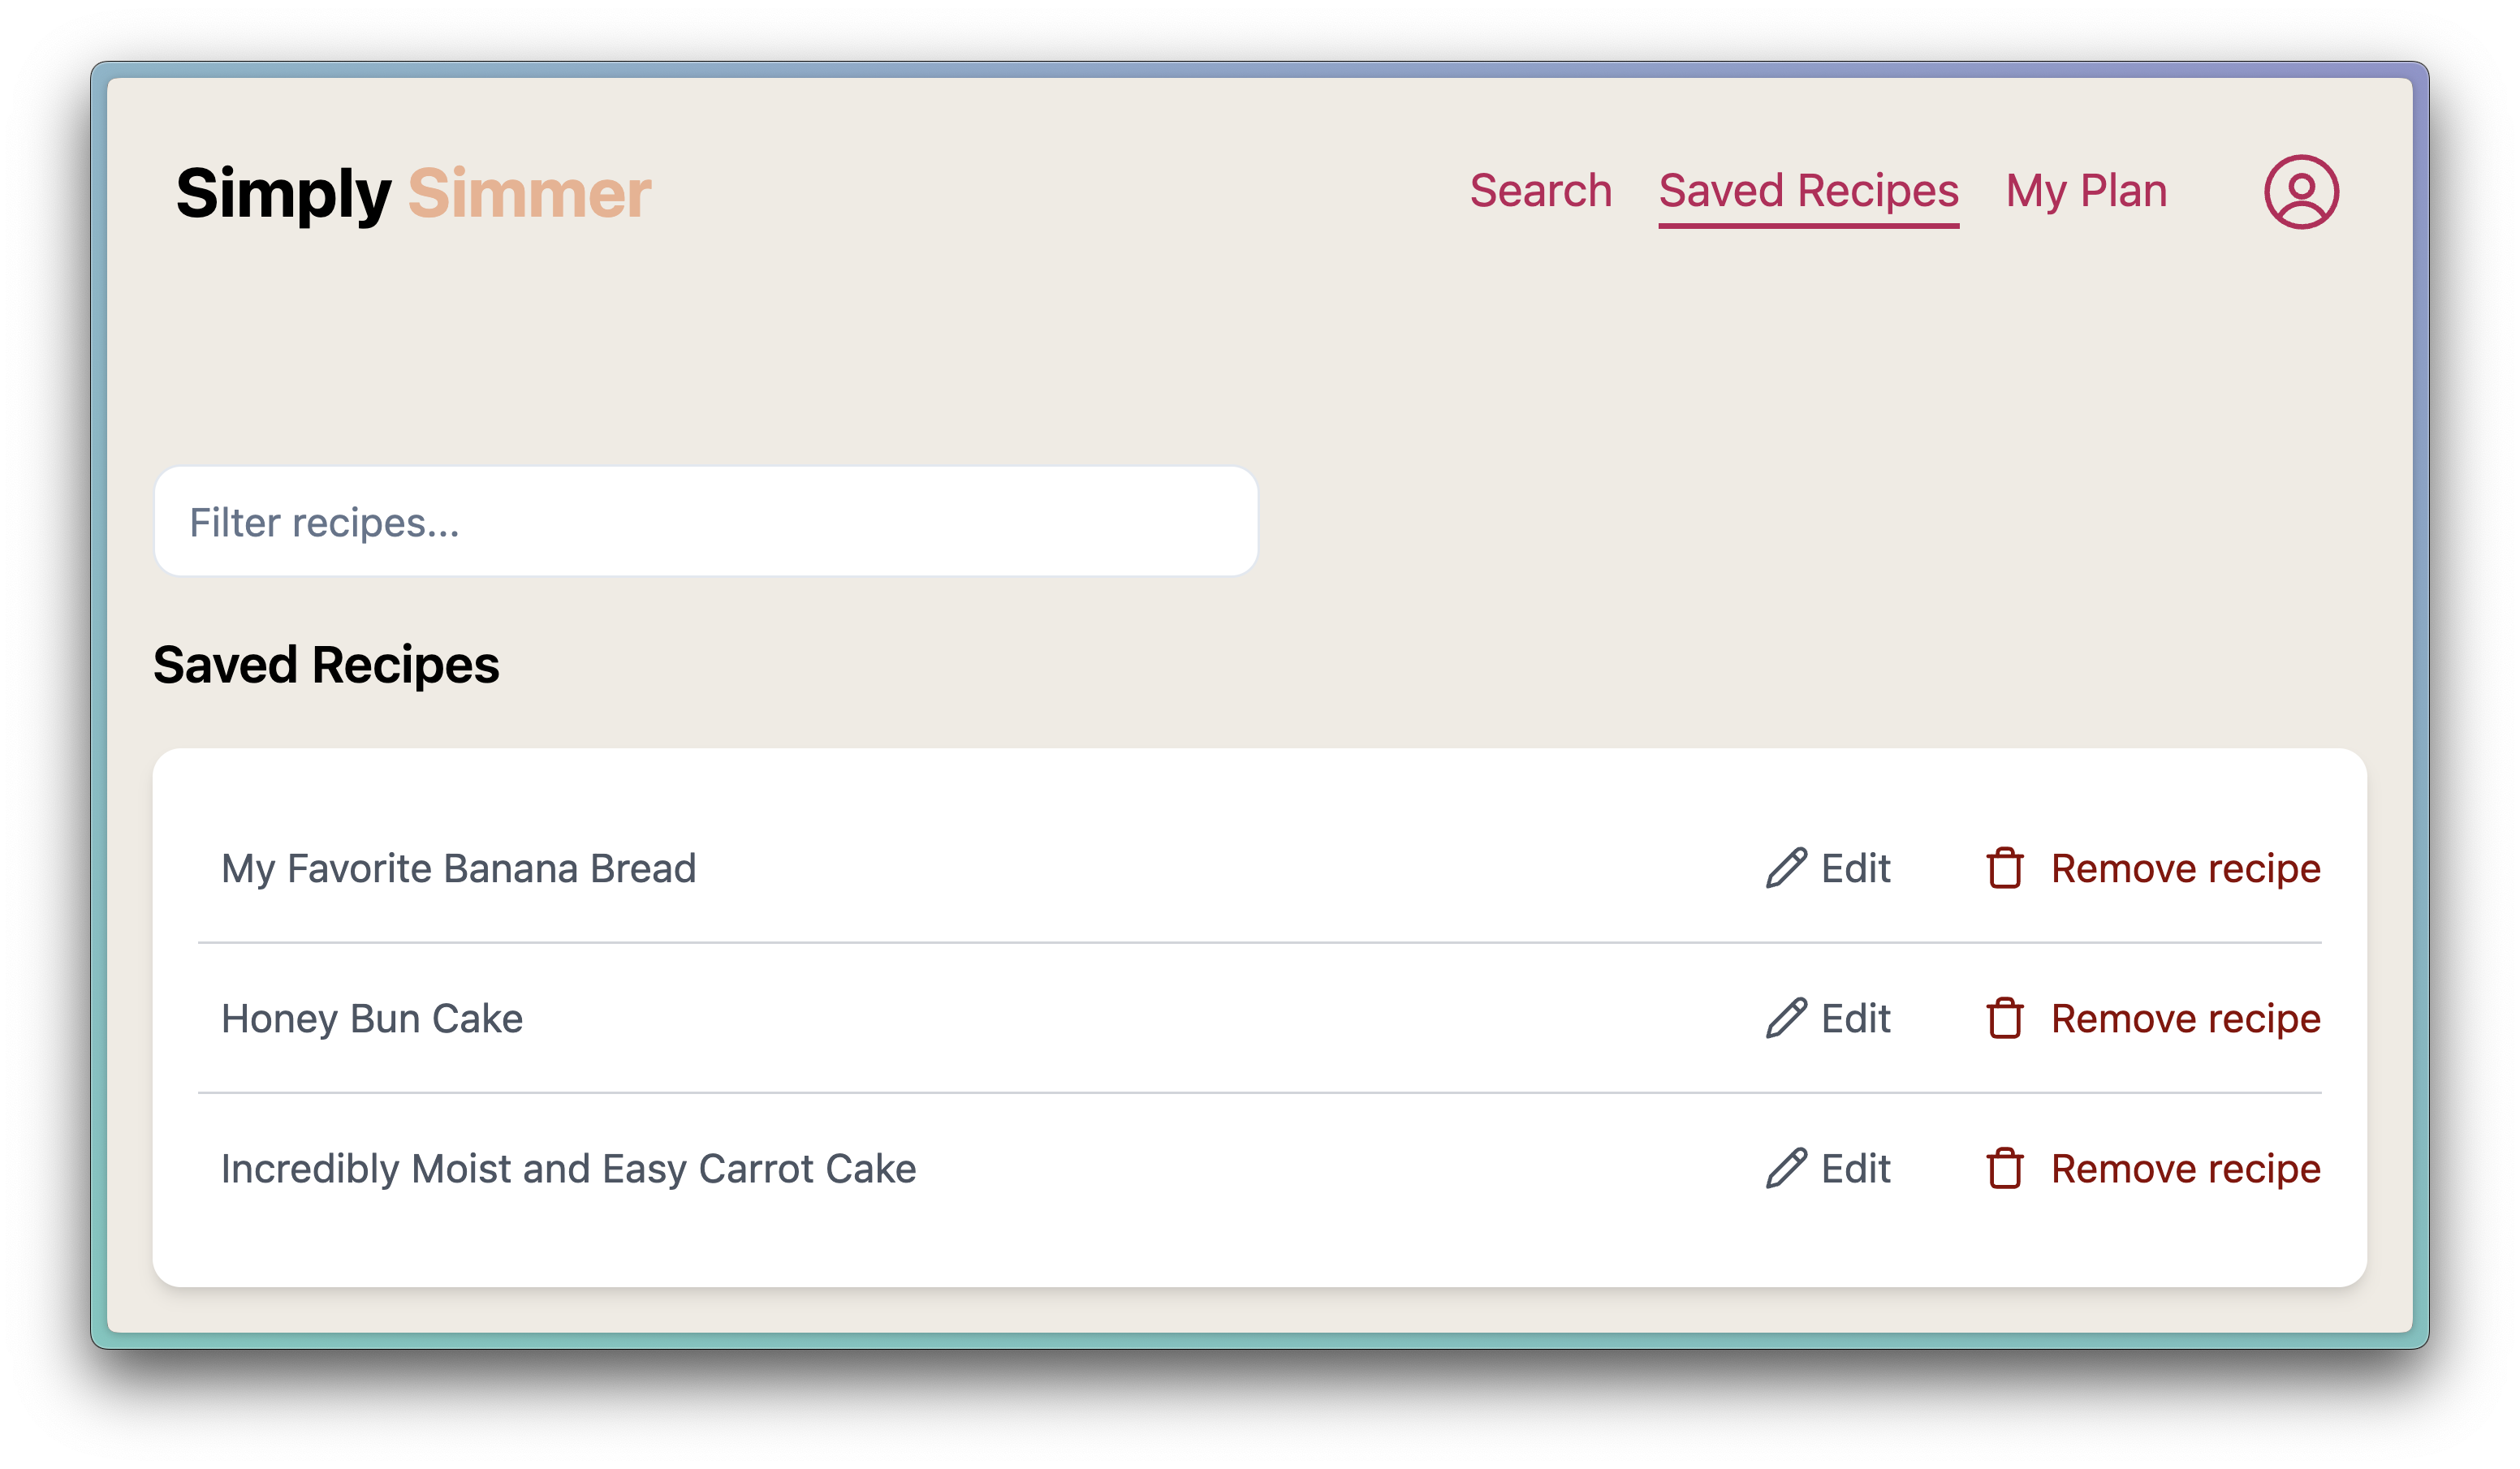 Simply Simmer
Search Saved Recipes My Plan
Filter recipes...
Saved Recipes
My Favorite Banana Bread Edit Remove recipe
Honey Bun Cake Edit Remove recipe
Incredibly Moist and Easy Carrot Cake Edit Remove recipe